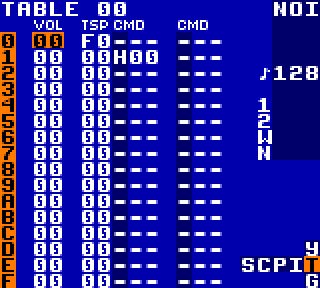 TABLE 00 NOI
VOL TSP CMD CMD
0 00 F0 --- ---
1 00 00 H00 ---
2 00 00 --- --- ♪128
3 00 00 --- ---
4 00 00 --- --- 1
5 00 00 --- --- 2
6 00 00 --- --- W
7 00 00 --- --- N
8 00 00 --- ---
9 00 00 --- ---
A 00 00 --- ---
B 00 00 --- ---
C 00 00 --- ---
D 00 00 --- --- Y
E 00 00 --- --- SCPIT
F 00 00 --- --- G